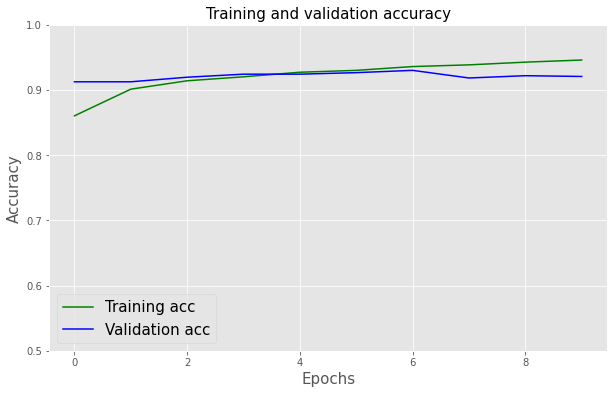 Training and validation accuracy
1.0
0.9
0.8
0.7
0.6
0.5
Accuracy
Training acc
Validation acc
0 2 4 6 8
Epochs